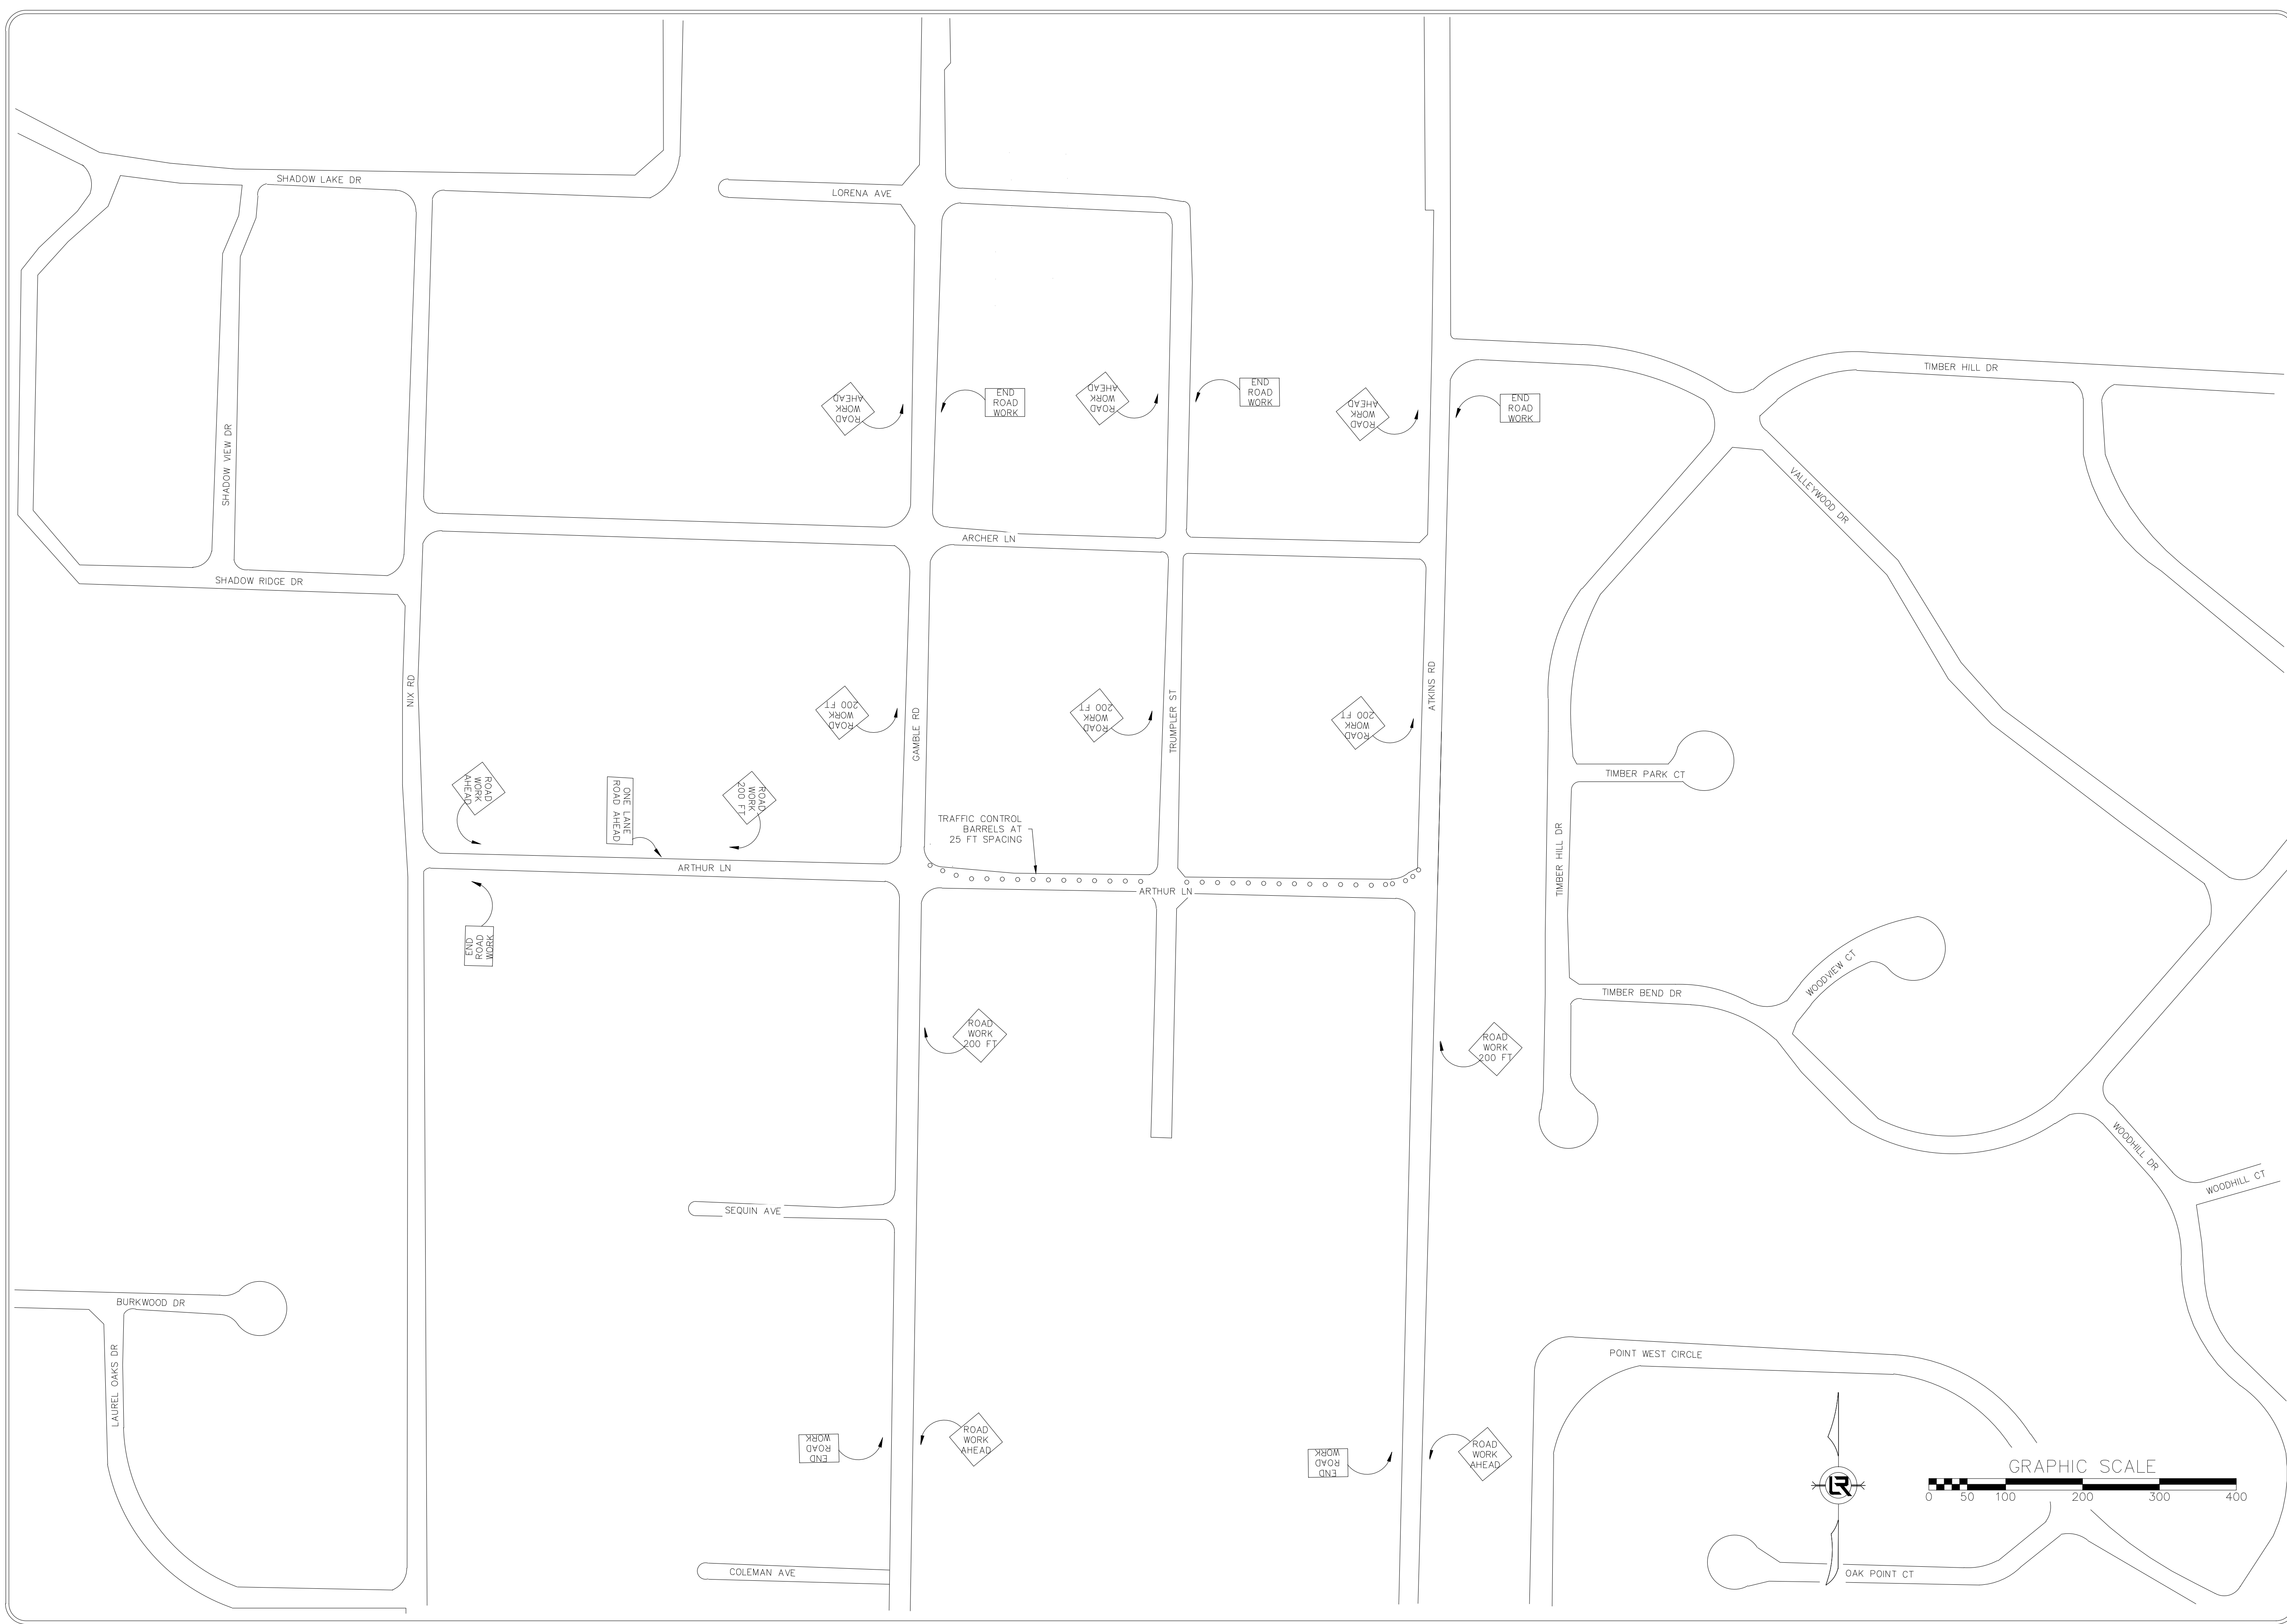 SHADOW LAKE DR
LORENA AVE
TIMBER HILL DR
ROAD
WORK
AHEAD
END
ROAD
WORK
ROAD
WORK
AHEAD
END
ROAD
WORK
ROAD
WORK
AHEAD
END
ROAD
WORK
SHADOW VIEW DR
VALLEYWOOD DR
ARCHER LN
SHADOW RIDGE DR
NIX RD
GAMBLE RD
TRUMPLER ST
ATKINS RD
ROAD
WORK
200 FT
ROAD
WORK
200 FT
ROAD
WORK
200 FT
TIMBER PARK CT
ROAD
WORK
AHEAD
ONE LANE
ROAD AHEAD
ROAD
WORK
200 FT
TRAFFIC CONTROL
BARRELS AT
25 FT SPACING
TIMBER HILL DR
ARTHUR LN
ARTHUR LN
END
ROAD
WORK
WOODVIEW CT
TIMBER BEND DR
ROAD
WORK
200 FT
ROAD
WORK
200 FT
WOODHILL DR
WOODHILL CT
SEQUIN AVE
BURKWOOD DR
LAUREL OAKS DR
POINT WEST CIRCLE
END
ROAD
WORK
ROAD
WORK
AHEAD
END
ROAD
WORK
ROAD
WORK
AHEAD
GRAPHIC SCALE
0 50 100 200 300 400
LR
COLEMAN AVE
OAK POINT CT